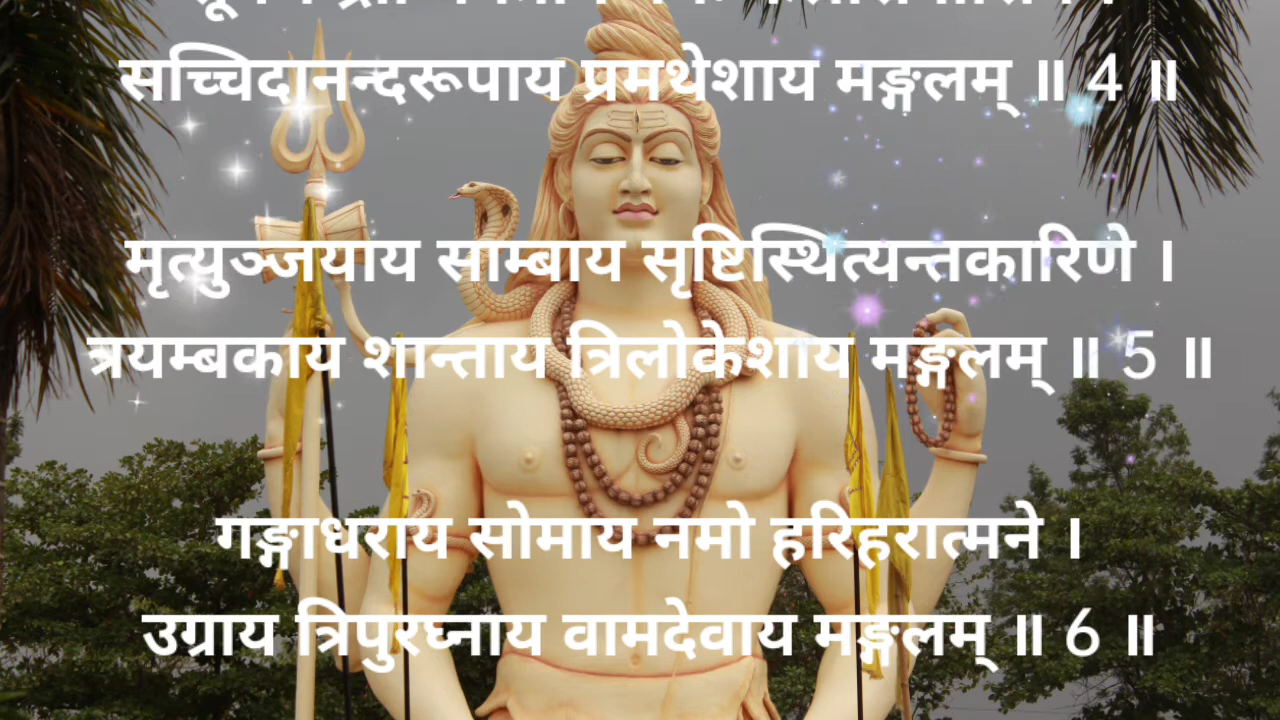 सच्चिदानन्दरूपाय प्रमथेशाय मङ्गलम् ॥ 4 ॥
मृत्युञ्जयाय साम्बाय सृष्टिस्थित्यन्तकारिणे ।
त्रयम्बकाय शान्ताय त्रिलोकेशाय मङ्गलम् ॥ 5 ॥
गङ्गाधराय सोमाय नमो हरिहरात्मने ।
उग्राय त्रिपुरघ्नाय वामदेवाय मङ्गलम् ॥ 6 ॥